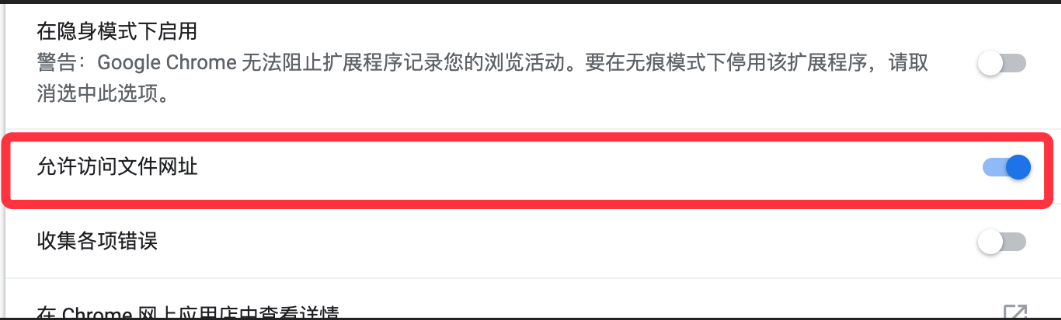 在隐身模式下启用
警告：Google Chrome 无法阻止扩展程序记录您的浏览活动。要在无痕模式下停用该扩展程序，请取
消选中此选项。
允许访问文件网址
收集各项错误
在 Chrome 网上应用店中查看详情